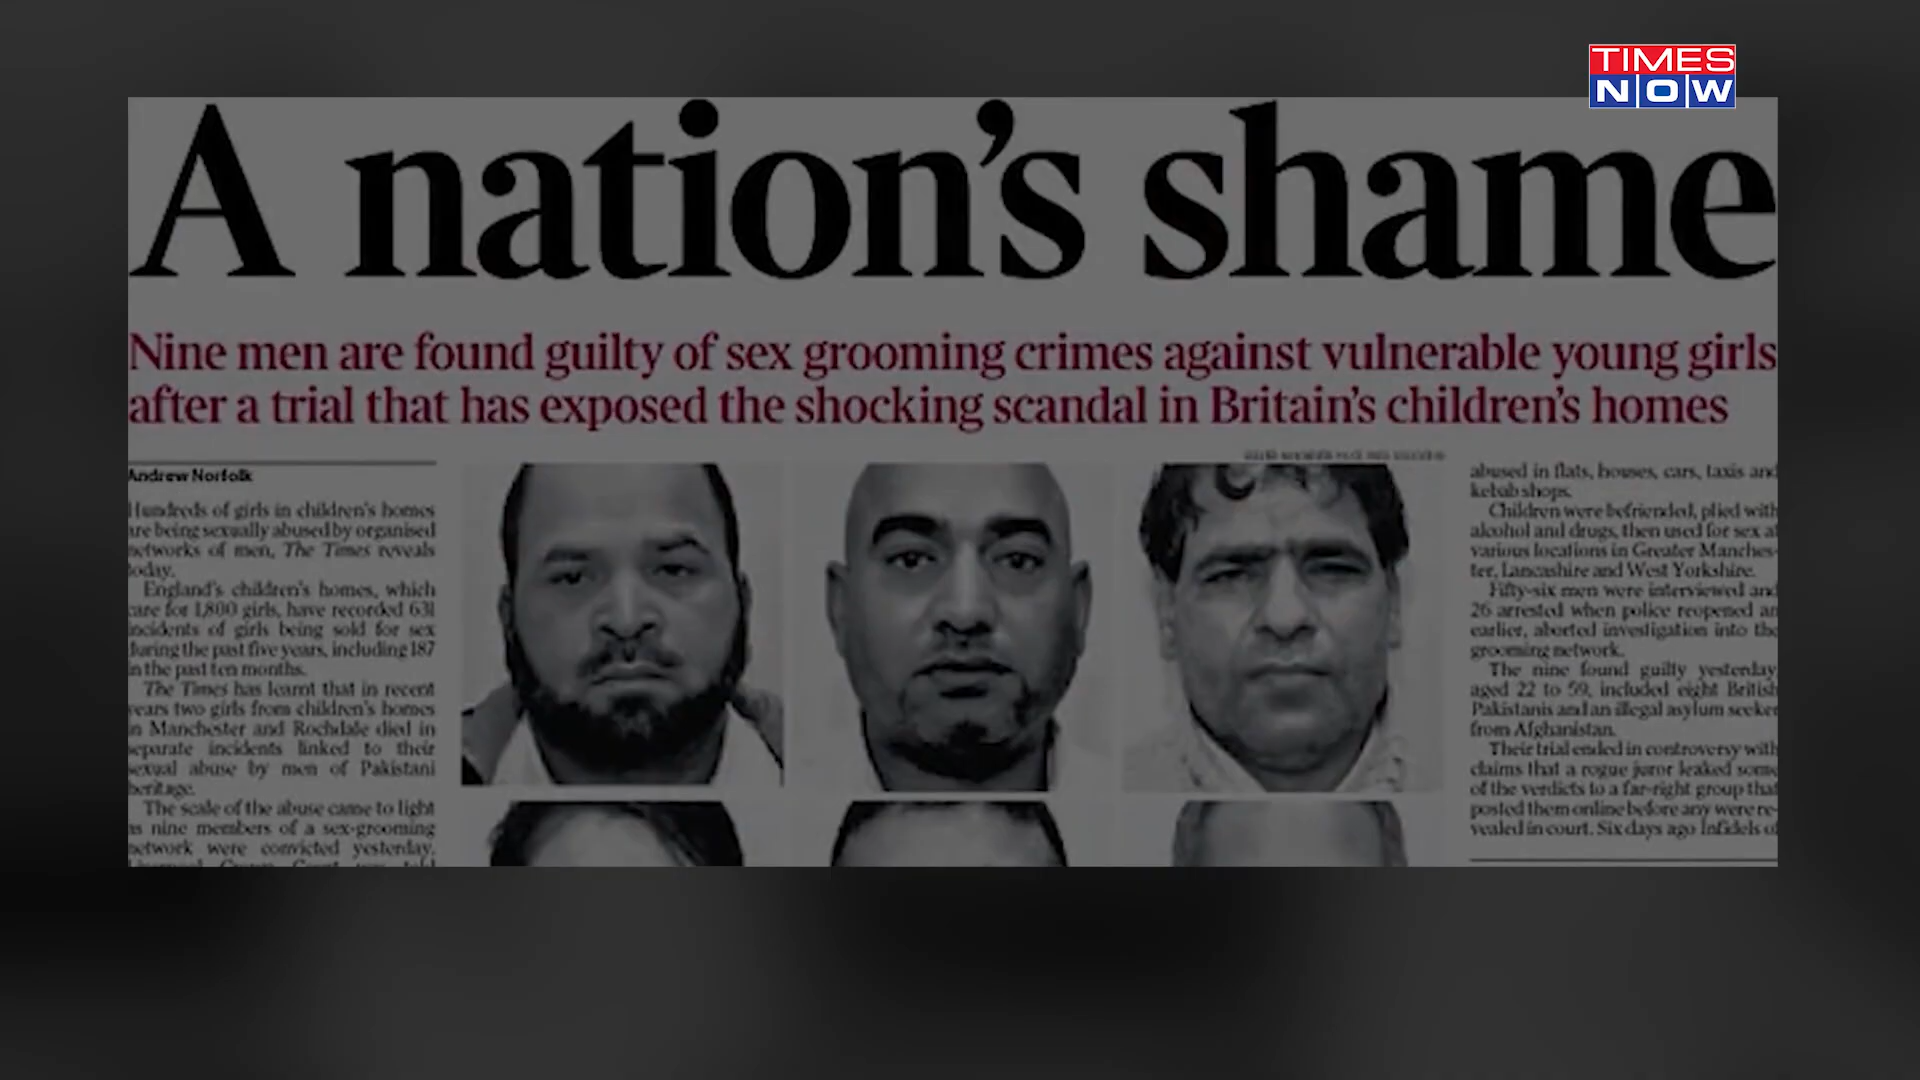 TIMES
NOW
A nation's shame
Nine men are found guilty of sex grooming crimes against vulnerable young girls
after a trial that has exposed the shocking scandal in Britain's children's homes
Andrew Norfolk
Hundreds of girls in children's homes
are being sexually abused by organised
networks of men, The Times reveals
today.
England's children's homes, which
care for 1,800 girls, have recorded 631
incidents of girls being sold for sex
during the past five years, including 187
in the past ten months.
The Times has learnt that in recent
years two girls from children's homes
in Manchester and Rochdale died in
separate incidents linked to their
sexual abuse by men of Pakistani
heritage.
The scale of the abuse came to light
as nine members of a sex-grooming
network were convicted yesterday.
abused in flats, houses, cars, taxis and
kebab shops.
Children were befriended, plied with
alcohol and drugs, then used for sex at
various locations in Greater Manches-
ter, Lancashire and West Yorkshire.
Fifty-six men were interviewed and
26 arrested when police reopened an
earlier, aborted investigation into the
grooming network.
The nine found guilty yesterday,
aged 22 to 59, included eight British
Pakistanis and an illegal asylum seeker
from Afghanistan.
Their trial ended in controversy with
claims that a rogue juror leaked some
of the verdicts to a far-right group that
posted them online before any were re-
vealed in court. Six days ago Infidels of